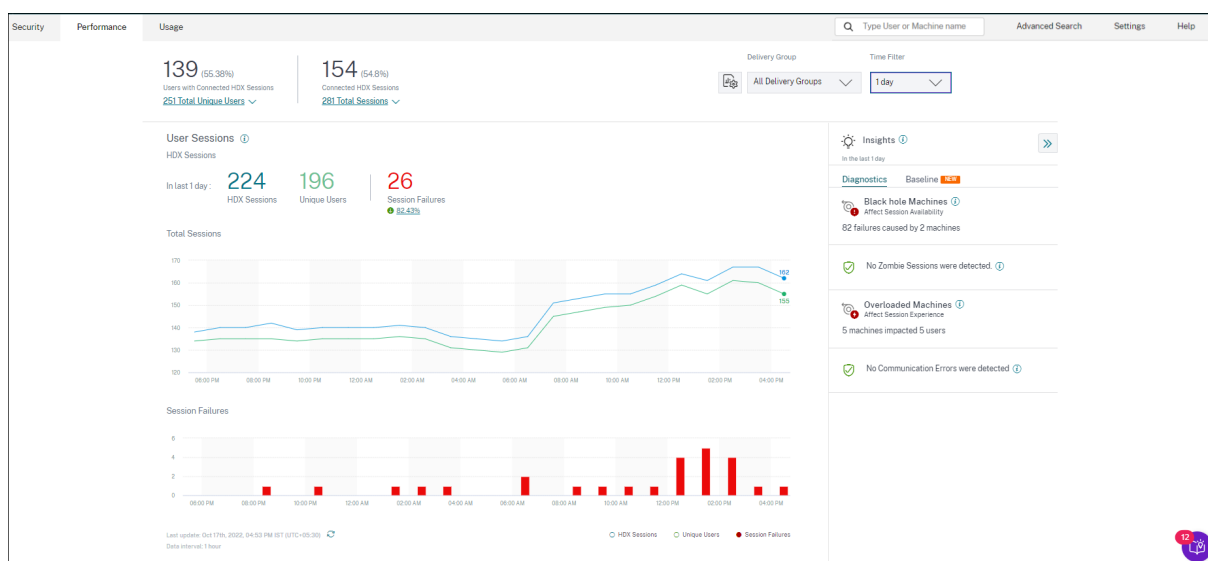 Security Performance Usage Type User or Machine name Advanced Search Settings Help
139 (55.38%) 154 (54.8%) Delivery Group Time Filter
Users with Connected HDX Sessions Connected HDX Sessions All Delivery Groups 1 day
251 Total Unique Users 281 Total Sessions
User Sessions
HDX Sessions
In last 1 day : 224 196 26
HDX Sessions Unique Users Session Failures
82.43%
Total Sessions
170
160
150
140
130
120
162
155
06:00 PM 08:00 PM 10:00 PM 12:00 AM 02:00 AM 04:00 AM 06:00 AM 08:00 AM 10:00 AM 12:00 PM 02:00 PM 04:00 PM
Session Failures
6
4
2
0
06:00 PM 08:00 PM 10:00 PM 12:00 AM 02:00 AM 04:00 AM 06:00 AM 08:00 AM 10:00 AM 12:00 PM 02:00 PM 04:00 PM
Last update: Oct 17th, 2022, 04:53 PM IST (UTC+05:30) HDX Sessions Unique Users Session Failures
Date interval: 1 hour
Insights
In the last 1 day
Diagnostics Baseline NEW
Black hole Machines
Affect Session Availability
82 failures caused by 2 machines
No Zombie Sessions were detected.
Overloaded Machines
Affect Session Experience
5 machines impacted 5 users
No Communication Errors were detected
12